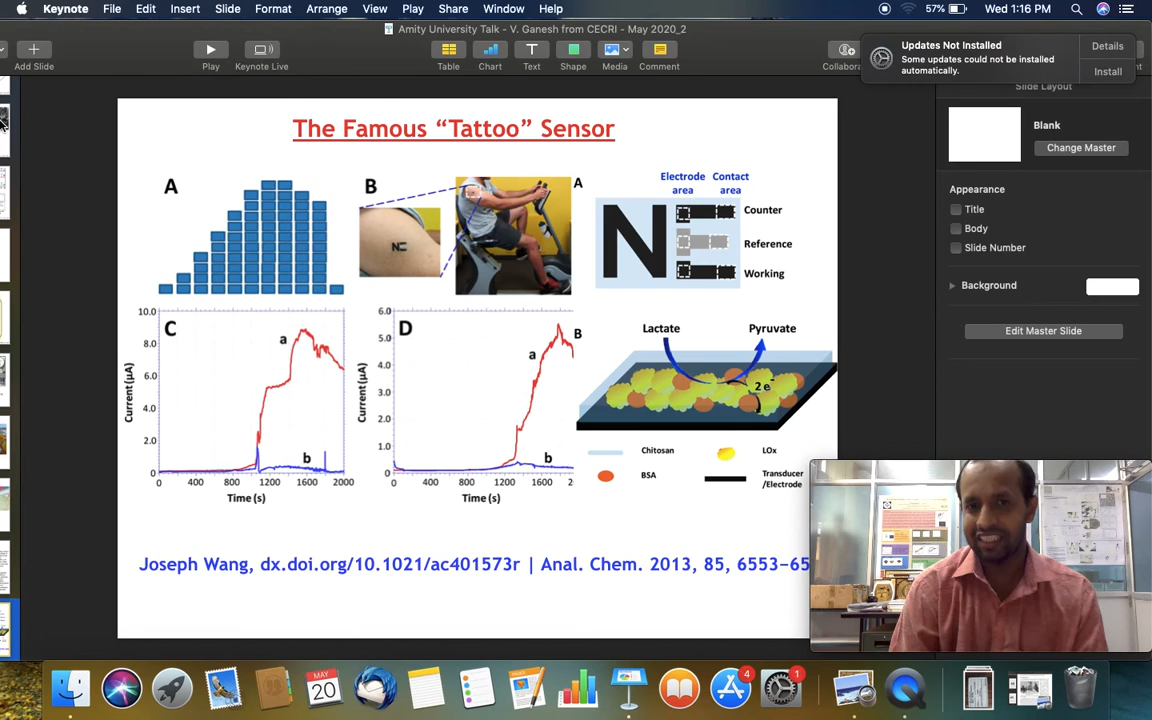 Keynote File Edit Insert Slide Format Arrange View Play Share Window Help 57% Wed 1:16 PM
Amity University Talk - V. Ganesh from CECRI - May 2020_2
Add Slide Play Keynote Live Table Chart Text Shape Media Comment
Updates Not Installed
Some updates could not be installed
automatically.
Details
Install
Slide Layout
Blank
Change Master
Appearance
Title
Body
Slide Number
Background
Edit Master Slide
The Famous “Tattoo” Sensor
A
B
NE
A
Electrode area
Contact area
NE
Counter
Reference
Working
C
Current (µA)
10.0
8.0
6.0
4.0
2.0
0
a
b
0 400 800 1200 1600 2000
Time (s)
D
Current (µA)
6.0
5.0
4.0
3.0
2.0
1.0
0
a
b
0 400 800 1200 1600 2
Time (s)
B
Lactate
Pyruvate
2 e-
Chitosan
LOx
BSA
Transducer
/Electrode
Joseph Wang, dx.doi.org/10.1021/ac401573r | Anal. Chem. 2013, 85, 6553−65
MAY
20
4
1